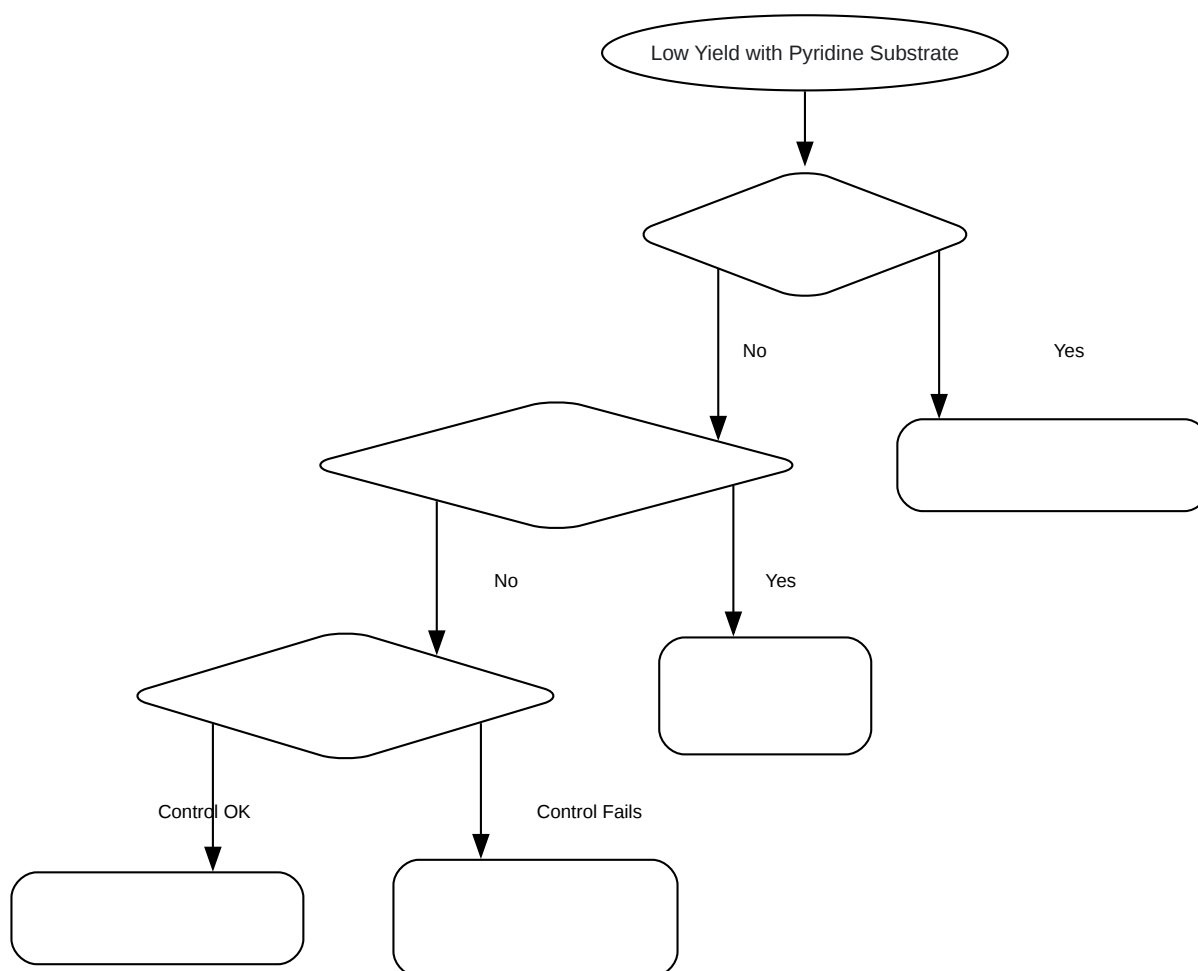 Low Yield with Pyridine Substrate
No
Yes
No
Yes
Control OK
Control Fails